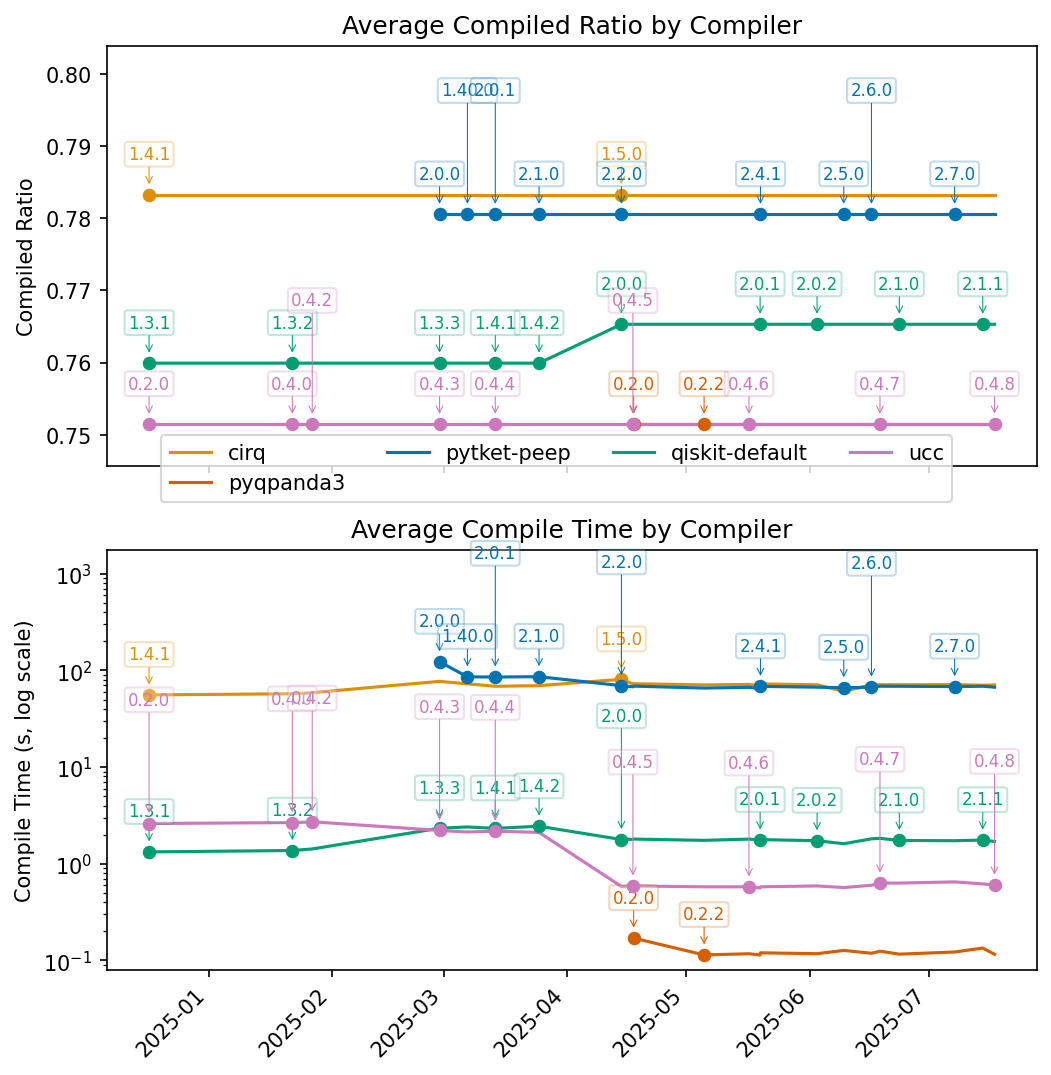 Average Compiled Ratio by Compiler
Compiled Ratio
0.80
0.79
0.78
0.77
0.76
0.75
1.40.0 2.0.1 2.6.0
1.4.1 1.5.0
2.0.0 2.1.0 2.2.0 2.4.1 2.5.0 2.7.0
0.4.2 2.0.0 0.4.5 2.0.1 2.0.2 2.1.0 2.1.1
1.3.1 1.3.2 1.3.3 1.4.1 1.4.2
0.2.0 0.4.0 0.4.3 0.4.4 0.2.0 0.2.2 0.4.6 0.4.7 0.4.8
cirq pytket-peep qiskit-default ucc
pyqpanda3
Average Compile Time by Compiler
Compile Time (s, log scale)
10³
10²
10¹
10⁰
10⁻¹
2.0.1 2.2.0 2.6.0
2.0.0 1.40.0 2.1.0 1.5.0 2.4.1 2.5.0 2.7.0
1.4.1
0.2.0 0.4.0 0.4.2 0.4.3 0.4.4 2.0.0
0.4.5 0.4.6 0.4.7 0.4.8
1.3.1 1.3.2 1.3.3 1.4.1 1.4.2 2.0.1 2.0.2 2.1.0 2.1.1
0.2.0 0.2.2
2025-01 2025-02 2025-03 2025-04 2025-05 2025-06 2025-07